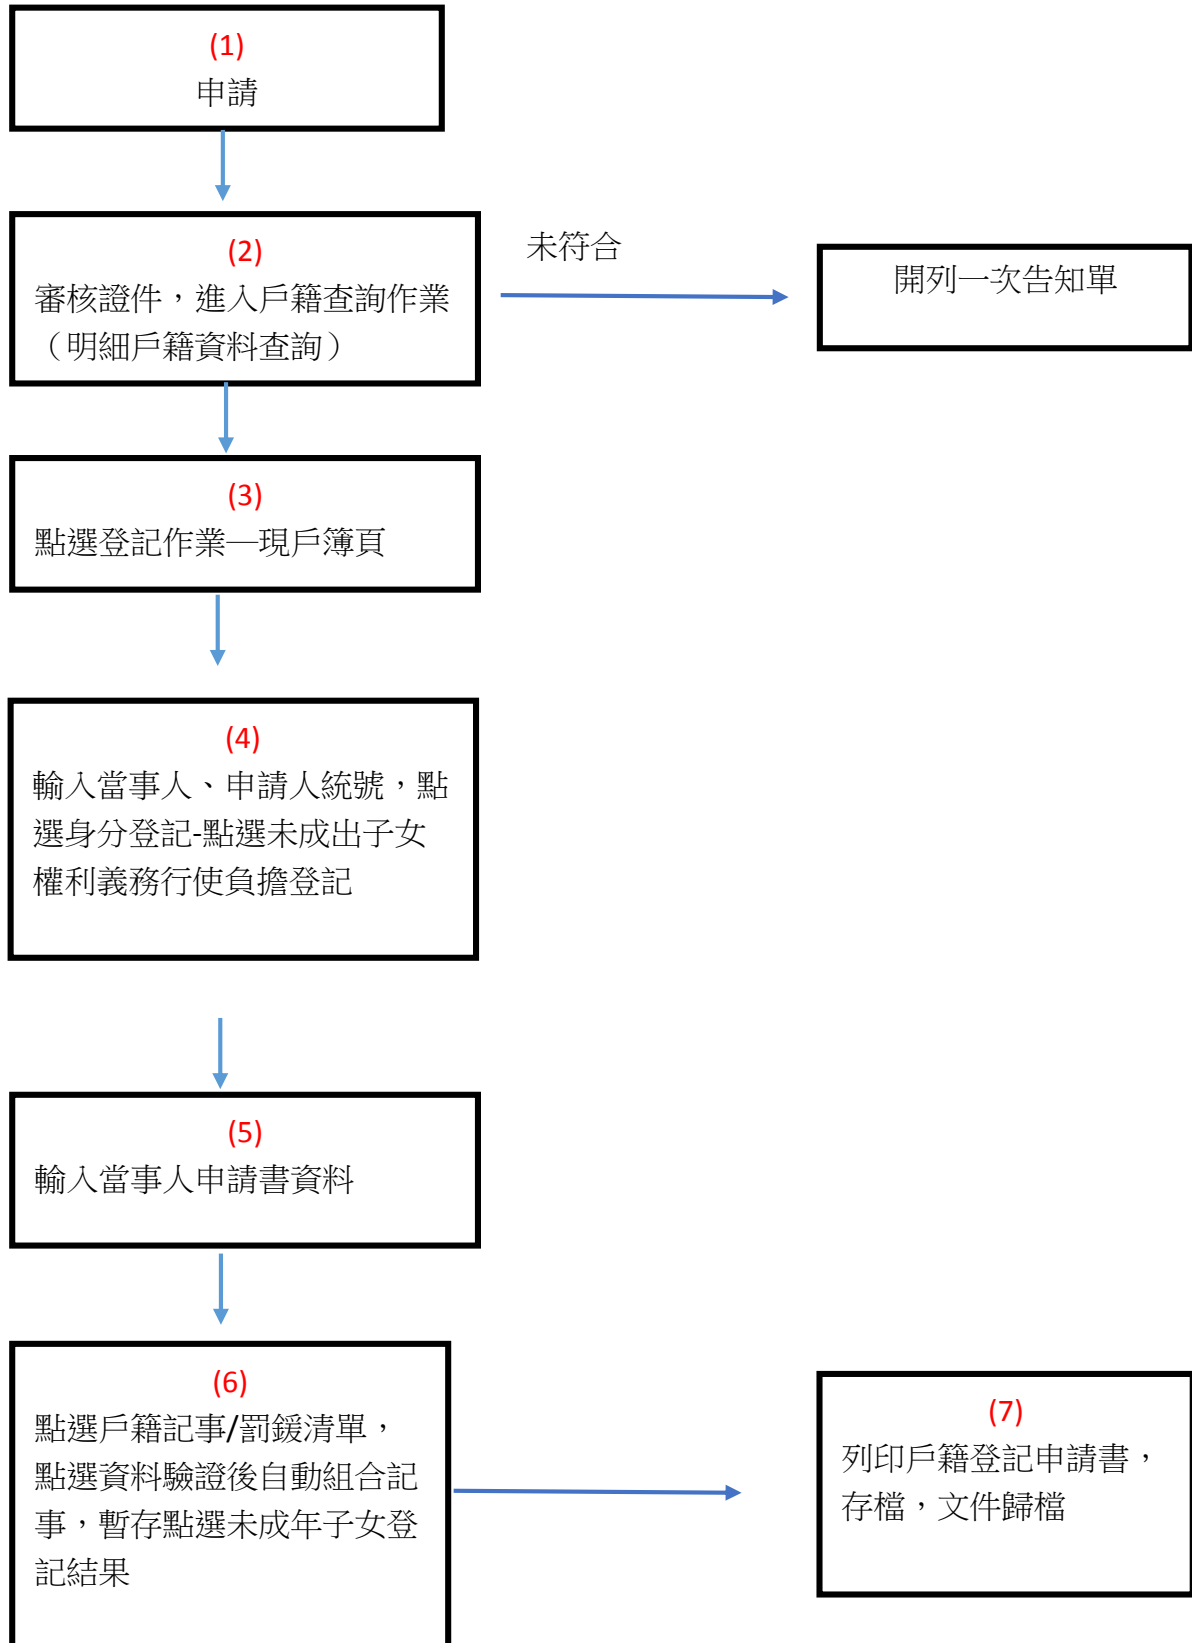 (1)
申請
(2)
審核證件，進入戶籍查詢作業
（明細戶籍資料查詢）
未符合
開列一次告知單
(3)
點選登記作業—現戶簿頁
(4)
輸入當事人、申請人統號，點
選身分登記-點選未成出子女
權利義務行使負擔登記
(5)
輸入當事人申請書資料
(6)
點選戶籍記事/罰鍰清單，
點選資料驗證後自動組合記
事，暫存點選未成年子女登
記結果
(7)
列印戶籍登記申請書，
存檔，文件歸檔